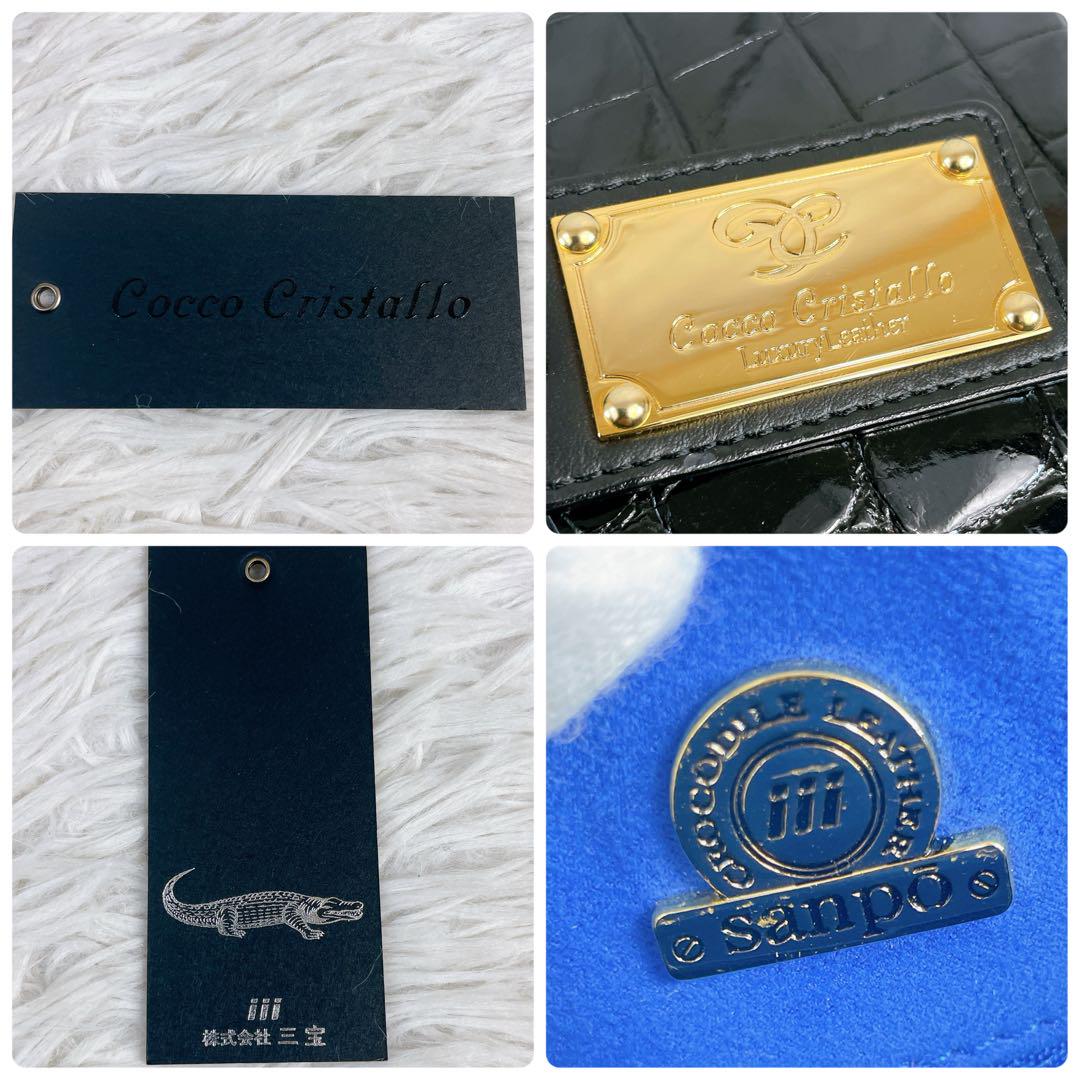 Cocco Cristallo
Cocco Cristallo
LuxuryLeather
iii
株式会社 三宝
CROCODILE LEATHER
iii
sanpō